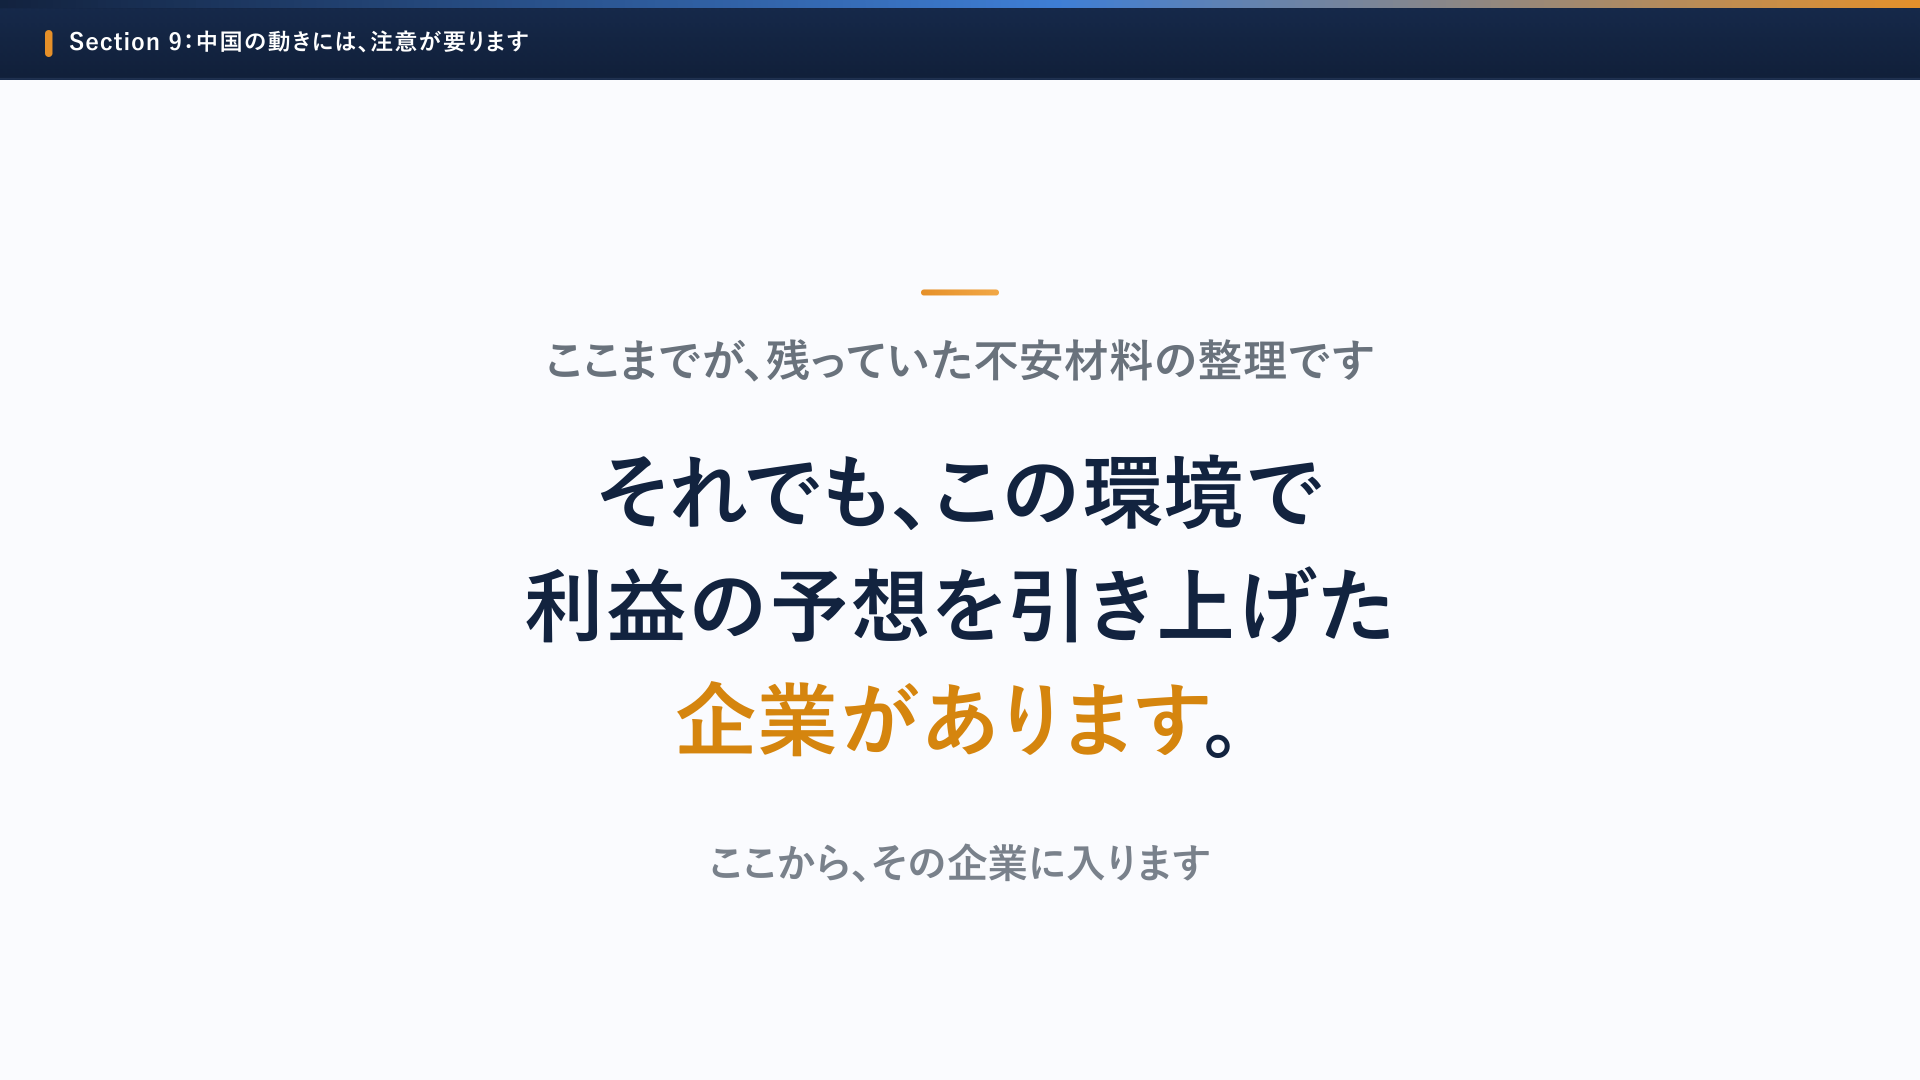 Section 9：中国の動きには、注意が要ります
ここまでが、残っていた不安材料の整理です
それでも、この環境で
利益の予想を引き上げた
企業があります。
ここから、その企業に入ります